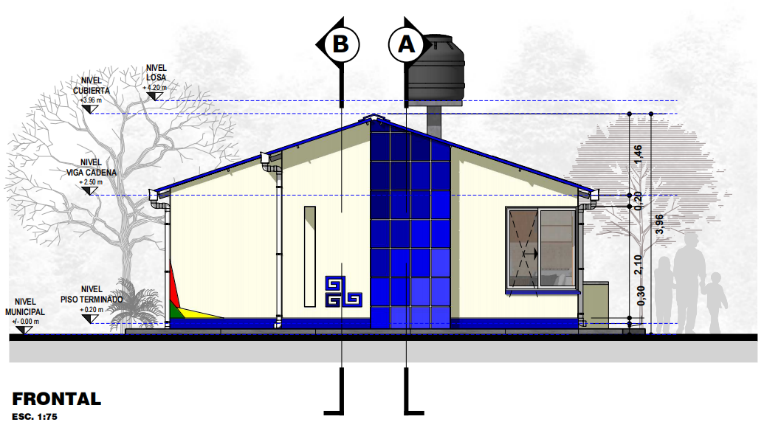 B
A
NIVEL
LOSA
+ 4.20 m
NIVEL
CUBIERTA
+3.96 m
NIVEL
VIGA CADENA
+ 2.50 m
NIVEL
PISO TERMINADO
+ 0.20 m
NIVEL
MUNICIPAL
+/- 0.00 m
1,46
0,20
3,96
2,10
0,30
FRONTAL
ESC. 1:75